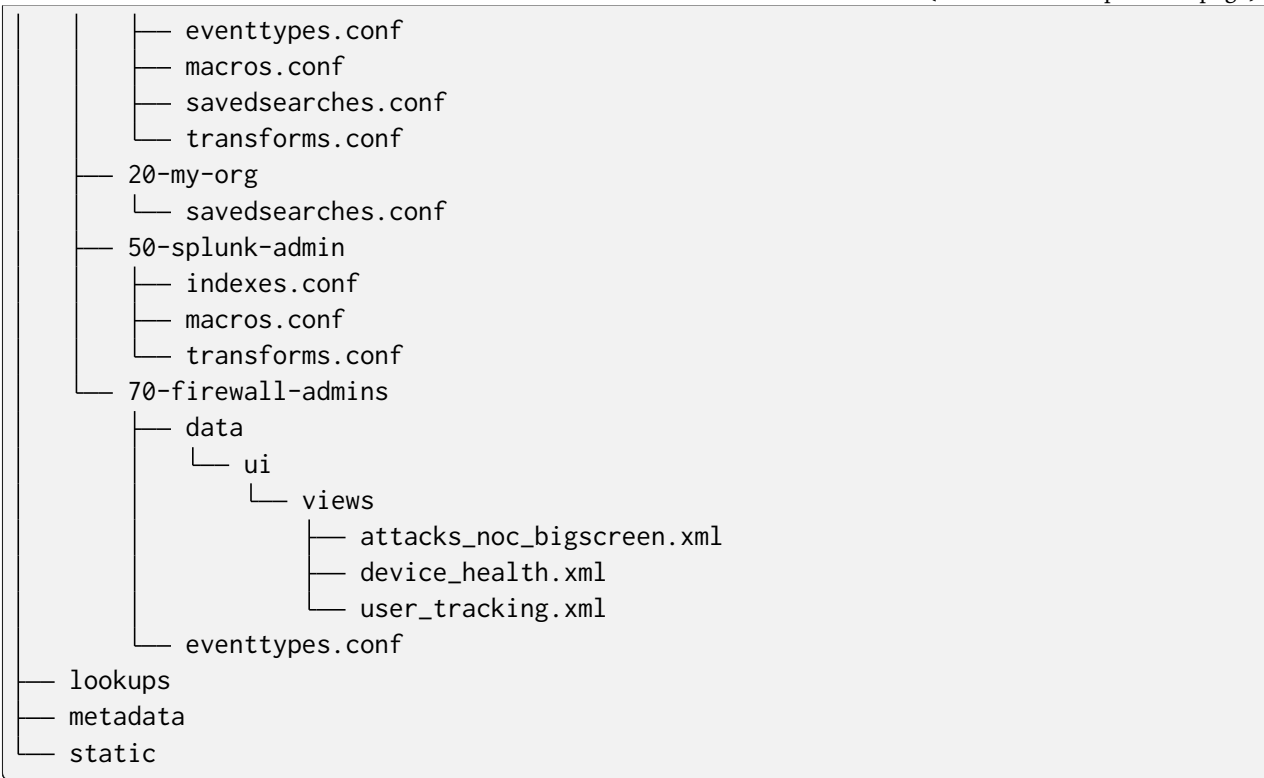 │   │   ├── eventtypes.conf
│   │   ├── macros.conf
│   │   ├── savedsearches.conf
│   │   └── transforms.conf
│   ├── 20-my-org
│   │   └── savedsearches.conf
│   ├── 50-splunk-admin
│   │   ├── indexes.conf
│   │   ├── macros.conf
│   │   └── transforms.conf
│   └── 70-firewall-admins
│       ├── data
│       │   └── ui
│       │       └── views
│       │           ├── attacks_noc_bigscreen.xml
│       │           ├── device_health.xml
│       │           └── user_tracking.xml
│       └── eventtypes.conf
├── lookups
├── metadata
└── static